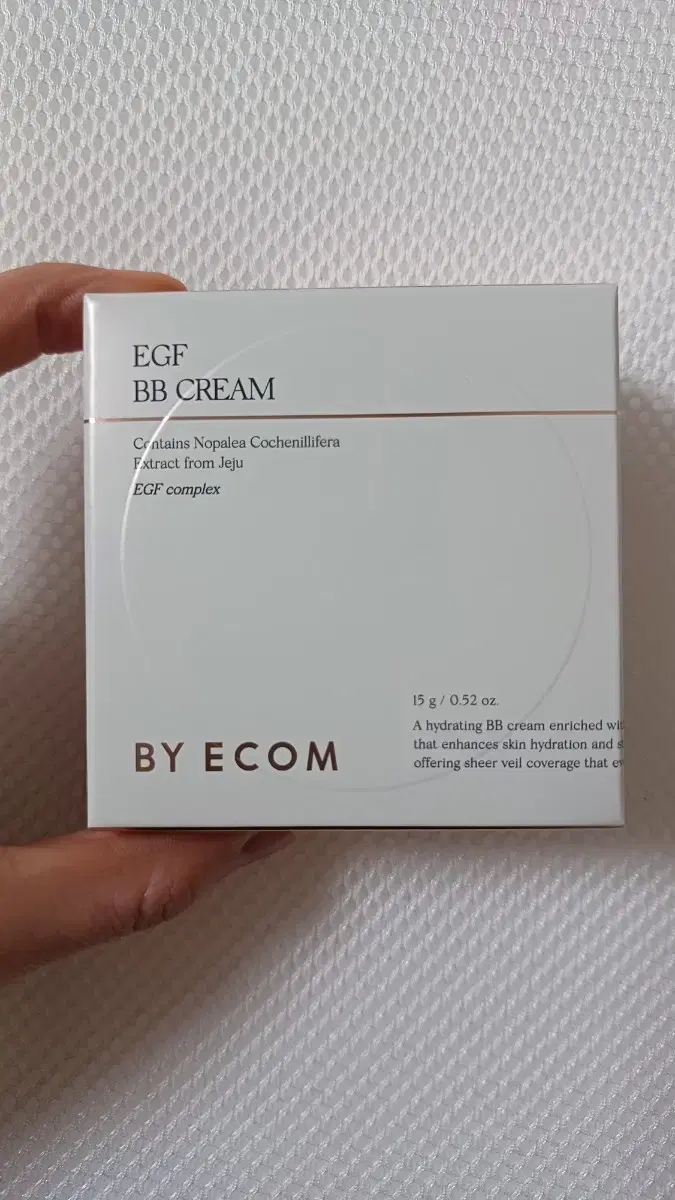 EGF
BB CREAM
Contains Nopalea Cochenillifera
Extract from Jeju
EGF complex
15 g / 0.52 oz.
A hydrating BB cream enriched
that enhances skin hydration and
offering sheer veil coverage that
BY ECOM